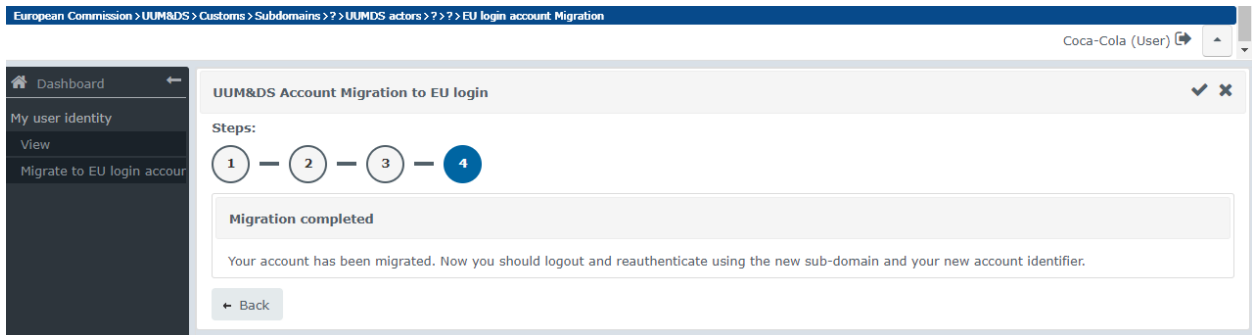 European Commission > UUM&DS > Customs > Subdomains > ? > UUMDS actors > ? > ? > EU login account Migration
Coca-Cola (User)
Dashboard
My user identity
View
Migrate to EU login accour
UUM&DS Account Migration to EU login
Steps:
1 2 3 4
Migration completed
Your account has been migrated. Now you should logout and reauthenticate using the new sub-domain and your new account identifier.
Back